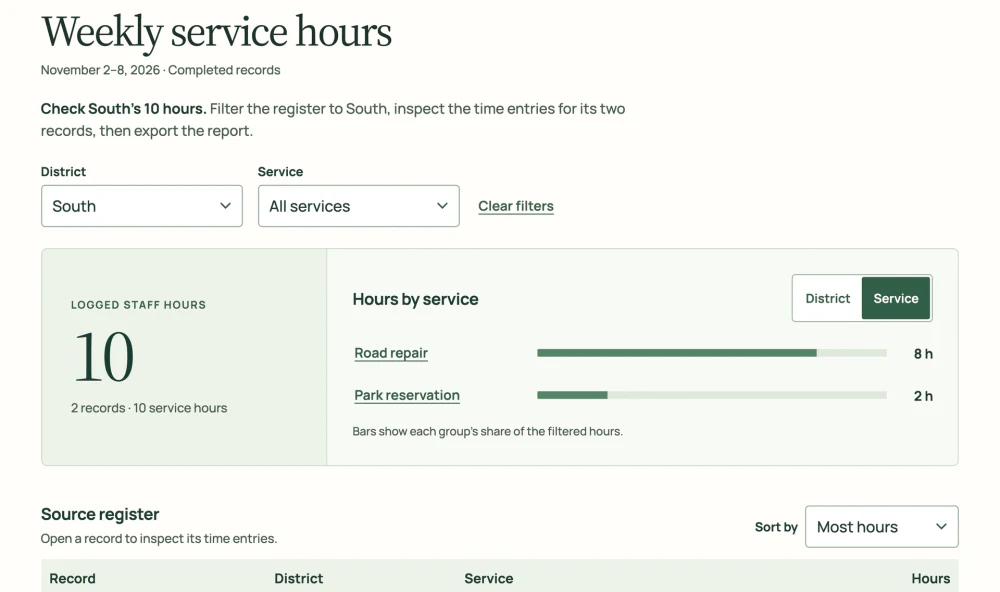 Weekly service hours
November 2–8, 2026 · Completed records
Check South's 10 hours. Filter the register to South, inspect the time entries for its two
records, then export the report.
District
Service
South
All services
Clear filters
LOGGED STAFF HOURS
10
2 records · 10 service hours
Hours by service
District
Service
Road repair
8 h
Park reservation
2 h
Bars show each group's share of the filtered hours.
Source register
Open a record to inspect its time entries.
Sort by
Most hours
Record
District
Service
Hours